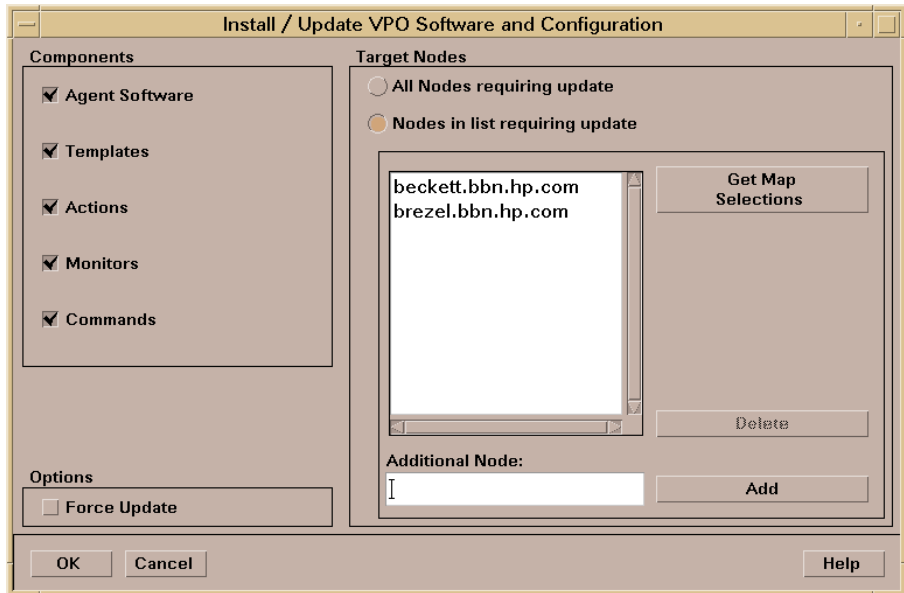 Install / Update VPO Software and Configuration
Components
Agent Software
Templates
Actions
Monitors
Commands
Options
Force Update
Target Nodes
All Nodes requiring update
Nodes in list requiring update
beckett.bbn.hp.com
brezel.bbn.hp.com
Get Map
Selections
Delete
Additional Node:
Add
OK
Cancel
Help